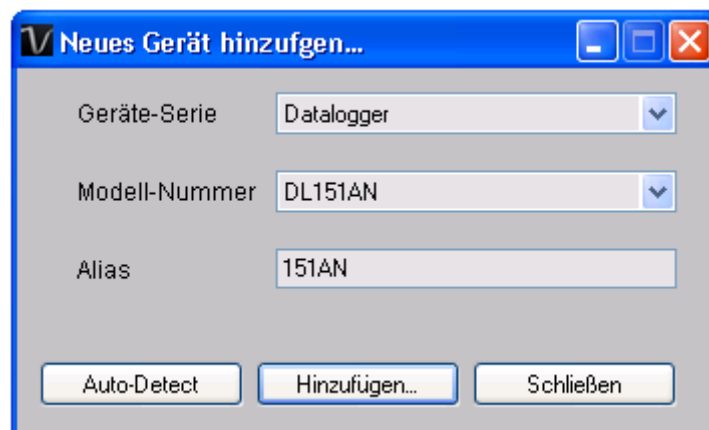 Neues Gerät hinzufgen...
Geräte-Serie Datalogger
Modell-Nummer DL151AN
Alias 151AN
Auto-Detect Hinzufügen... Schließen